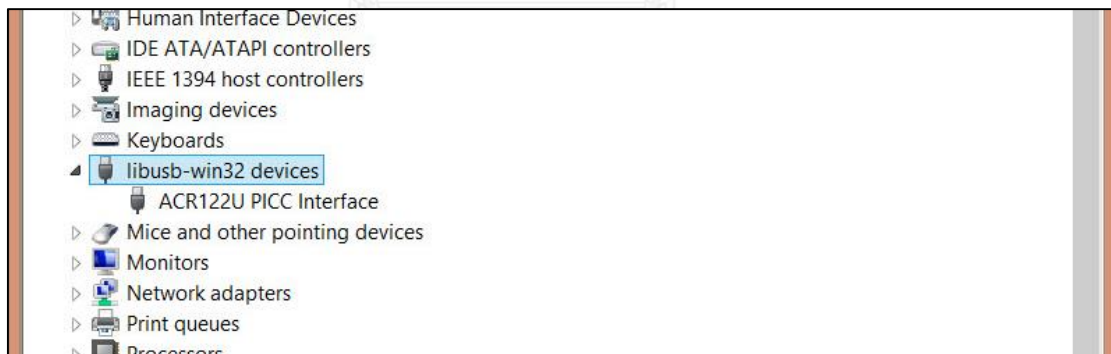 Human Interface Devices
IDE ATA/ATAPI controllers
IEEE 1394 host controllers
Imaging devices
Keyboards
libusb-win32 devices
ACR122U PICC Interface
Mice and other pointing devices
Monitors
Network adapters
Print queues
Processors